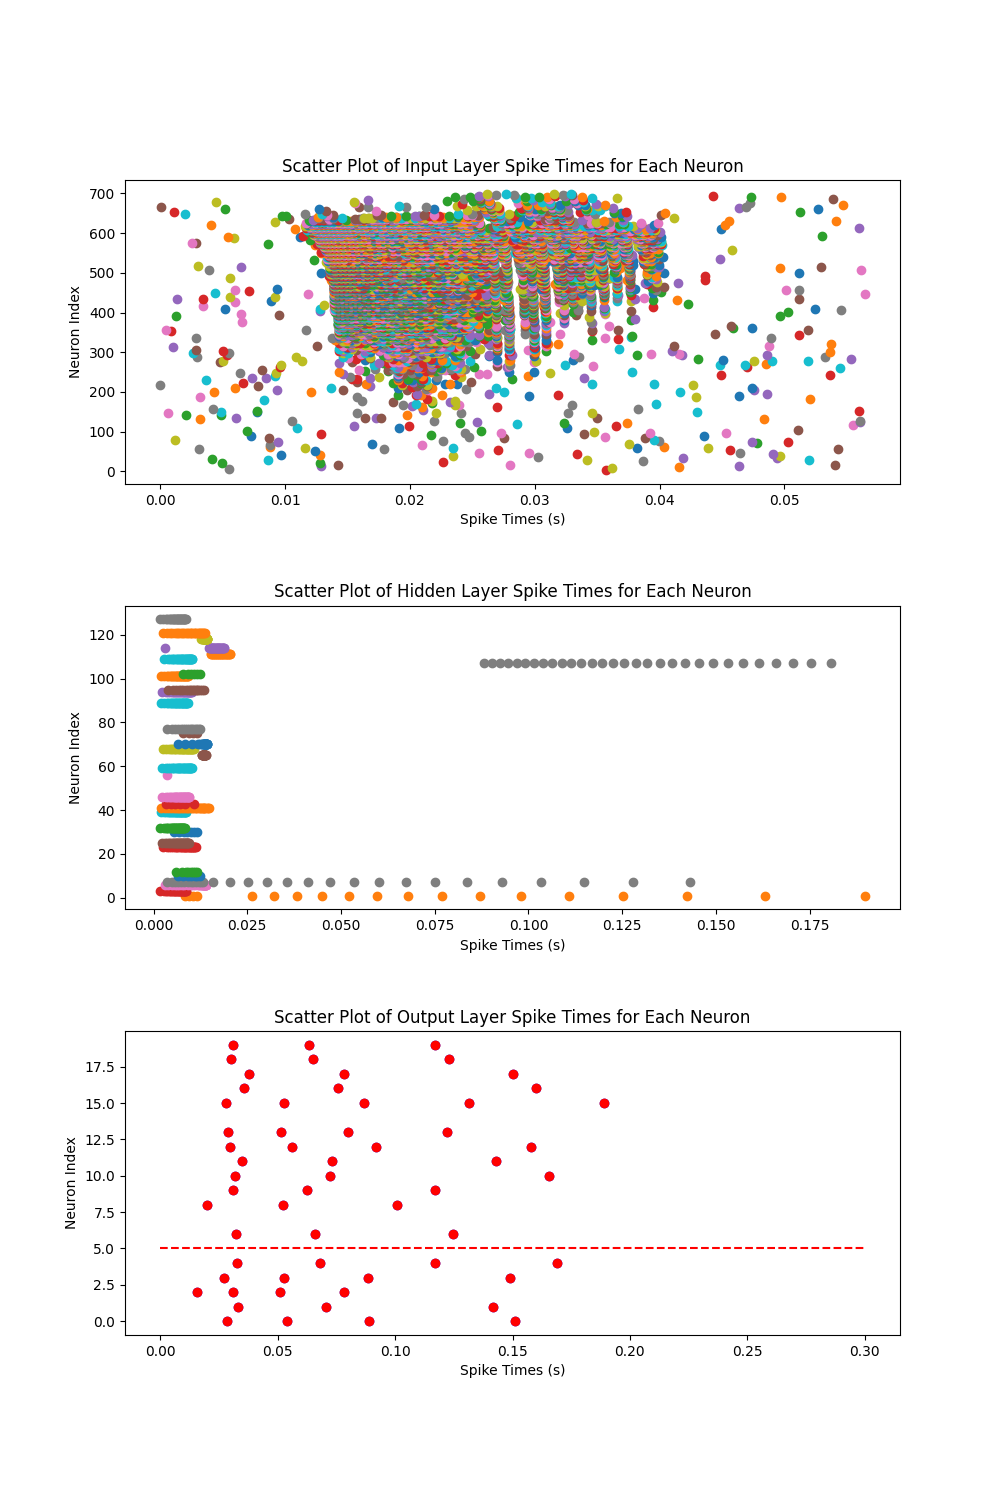 Scatter Plot of Input Layer Spike Times for Each Neuron
Neuron Index
700
600
500
400
300
200
100
0
0.00 0.01 0.02 0.03 0.04 0.05
Spike Times (s)
Scatter Plot of Hidden Layer Spike Times for Each Neuron
Neuron Index
120
100
80
60
40
20
0
0.000 0.025 0.050 0.075 0.100 0.125 0.150 0.175
Spike Times (s)
Scatter Plot of Output Layer Spike Times for Each Neuron
Neuron Index
17.5
15.0
12.5
10.0
7.5
5.0
2.5
0.0
0.00 0.05 0.10 0.15 0.20 0.25 0.30
Spike Times (s)